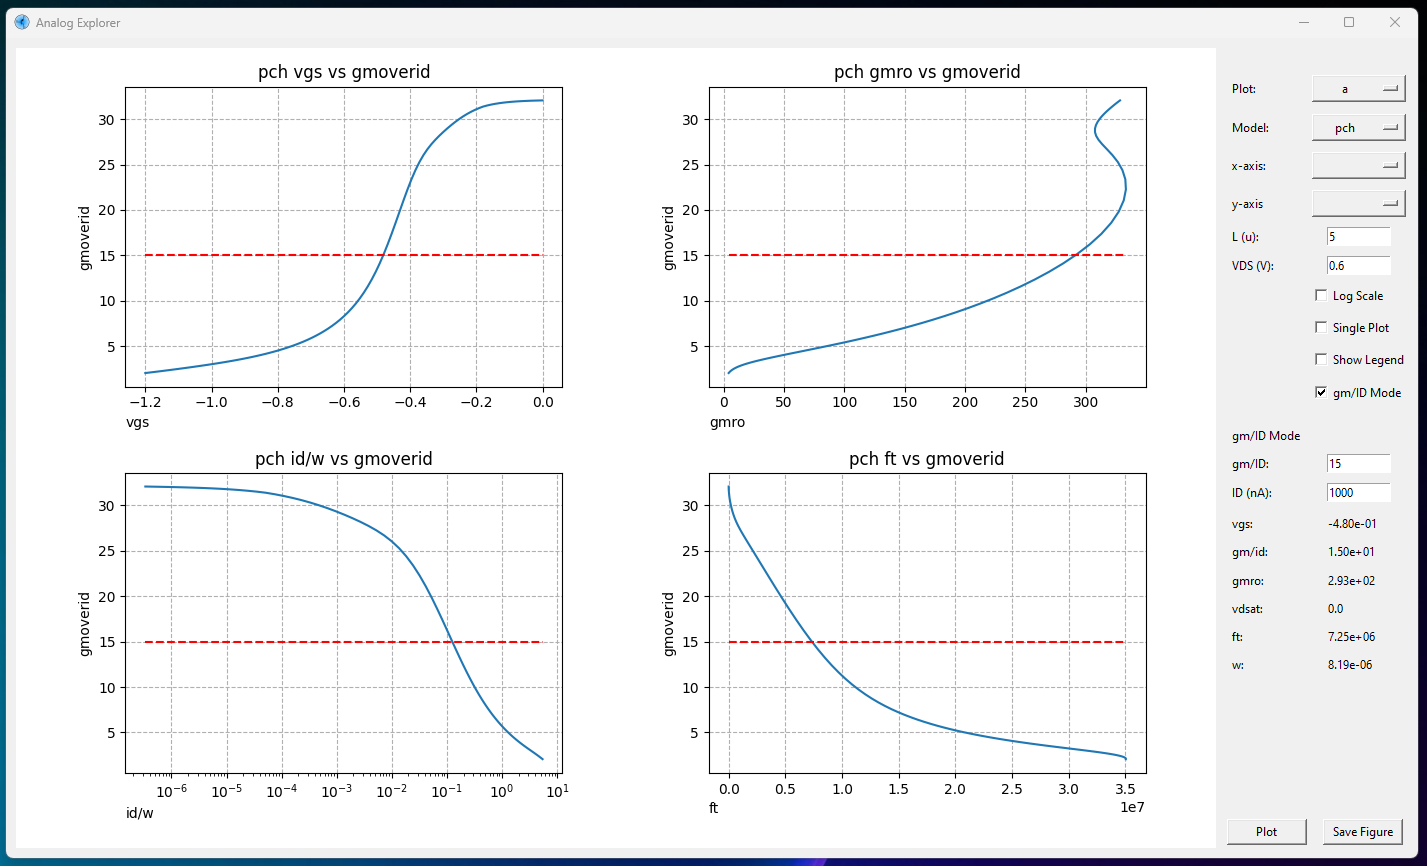 Analog Explorer
pch vgs vs gmoverid
30
25
20
15
10
5
gmoverid
−1.2 −1.0 −0.8 −0.6 −0.4 −0.2 0.0
vgs
pch gmro vs gmoverid
30
25
20
15
10
5
gmoverid
0 50 100 150 200 250 300
gmro
pch id/w vs gmoverid
30
25
20
15
10
5
gmoverid
10⁻⁶ 10⁻⁵ 10⁻⁴ 10⁻³ 10⁻² 10⁻¹ 10⁰ 10¹
id/w
pch ft vs gmoverid
30
25
20
15
10
5
gmoverid
0.0 0.5 1.0 1.5 2.0 2.5 3.0 3.5
1e7
ft
Plot: a
Model: pch
x-axis:
y-axis
L (u): 5
VDS (V): 0.6
Log Scale
Single Plot
Show Legend
gm/ID Mode
gm/ID Mode
gm/ID: 15
ID (nA): 1000
vgs: -4.80e-01
gm/id: 1.50e+01
gmro: 2.93e+02
vdsat: 0.0
ft: 7.25e+06
w: 8.19e-06
Plot Save Figure